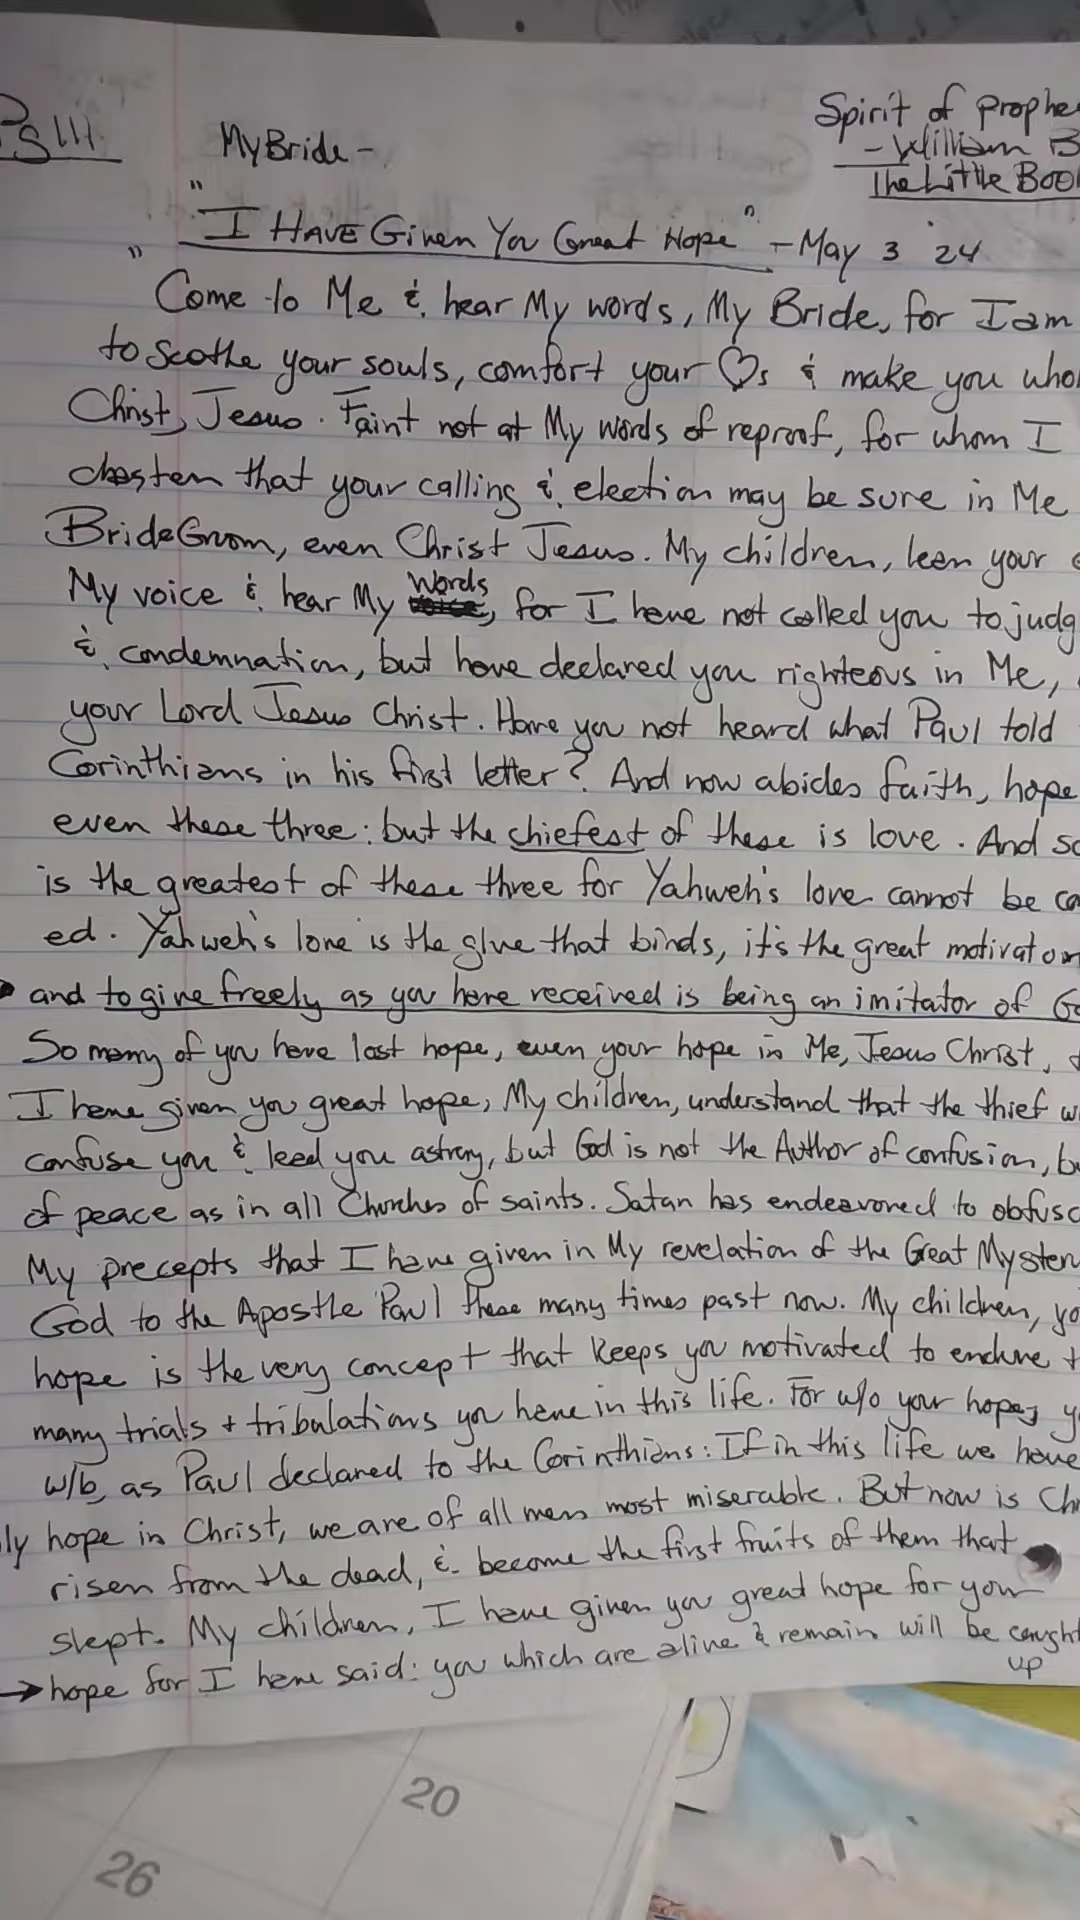 Ps 111
My Bride -
Spirit of Prophe
- William B
The Little Boo
"I HAVE Given You Great Hope" - May 3 '24
"Come to Me & hear My words, My Bride, for I am
to soothe your souls, comfort your ♡s & make you who
Christ, Jesus. Faint not at My words of reproof, for whom I
chasten that your calling & election may be sure in Me
BrideGroom, even Christ Jesus. My children, lean your
My voice & hear My words, for I have not called you to judg
& condemnation, but have declared you righteous in Me,
your Lord Jesus Christ. Have you not heard what Paul told
Corinthians in his first letter? And now abides faith, hope
even these three: but the chiefest of these is love. And so
is the greatest of these three for Yahweh's love cannot be co
ed. Yahweh's love is the glue that binds, it's the great motivator
and to give freely as you have received is being an imitator of Go
So many of you have lost hope, even your hope in Me, Jesus Christ,
I have given you great hope, My children, understand that the thief w
confuse you & lead you astray, but God is not the Author of confusion, bu
of peace as in all Churches of saints. Satan has endeavored to obfusc
My precepts that I have given in My revelation of the Great Myster
God to the Apostle Paul these many times past now. My children, yo
hope is the very concept that keeps you motivated to endure t
many trials + tribulations you have in this life. For w/o your hope, y
w/b, as Paul declared to the Corinthians: If in this life we have
ly hope in Christ, we are of all men most miserable. But now is Ch
risen from the dead, & become the first fruits of them that
slept. My children, I have given you great hope for your
→ hope for I have said: you which are alive & remain will be caught
up
20
26